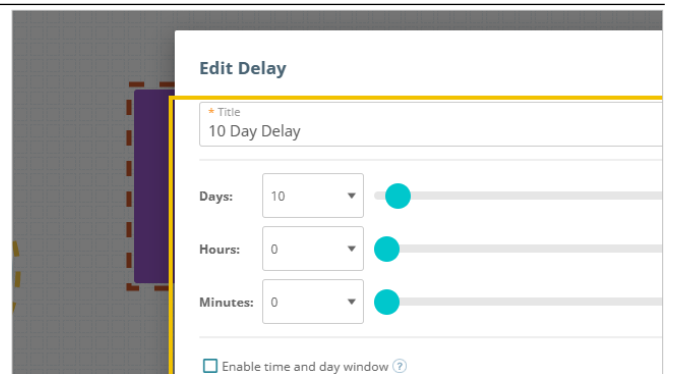 Edit Delay
* Title
10 Day Delay
Days: 10
Hours: 0
Minutes: 0
Enable time and day window ?